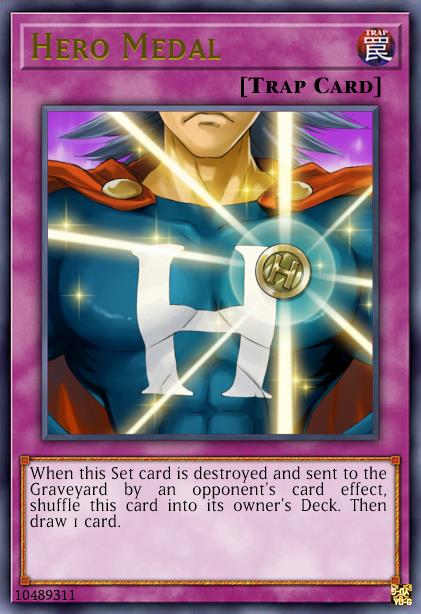 Hero Medal
TRAP
罠
[Trap Card]
H
H
When this Set card is destroyed and sent to the
Graveyard by an opponent's card effect,
shuffle this card into its owner's Deck. Then
draw 1 card.
10489311